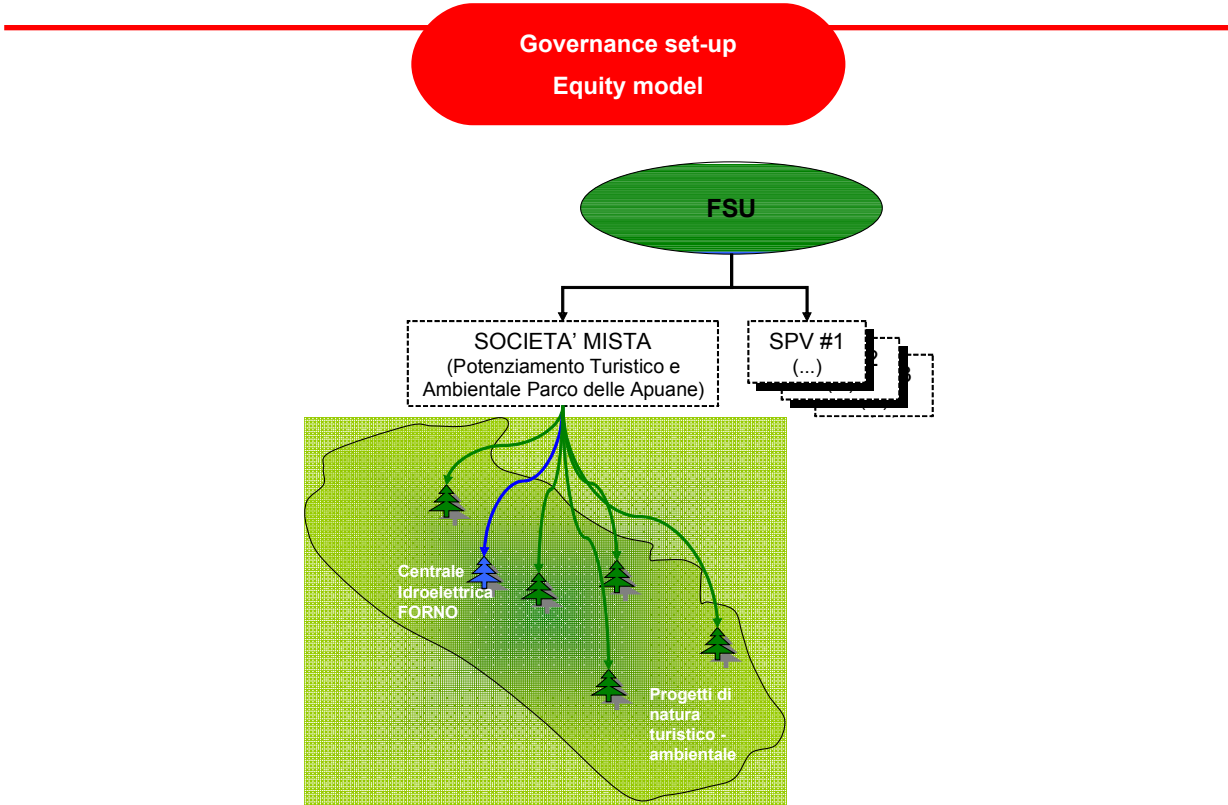 Governance set-up
Equity model
FSU
SOCIETA’ MISTA
(Potenziamento Turistico e
Ambientale Parco delle Apuane)
SPV #1
(...)
Centrale
Idroelettrica
FORNO
Progetti di
natura
turistico -
ambientale